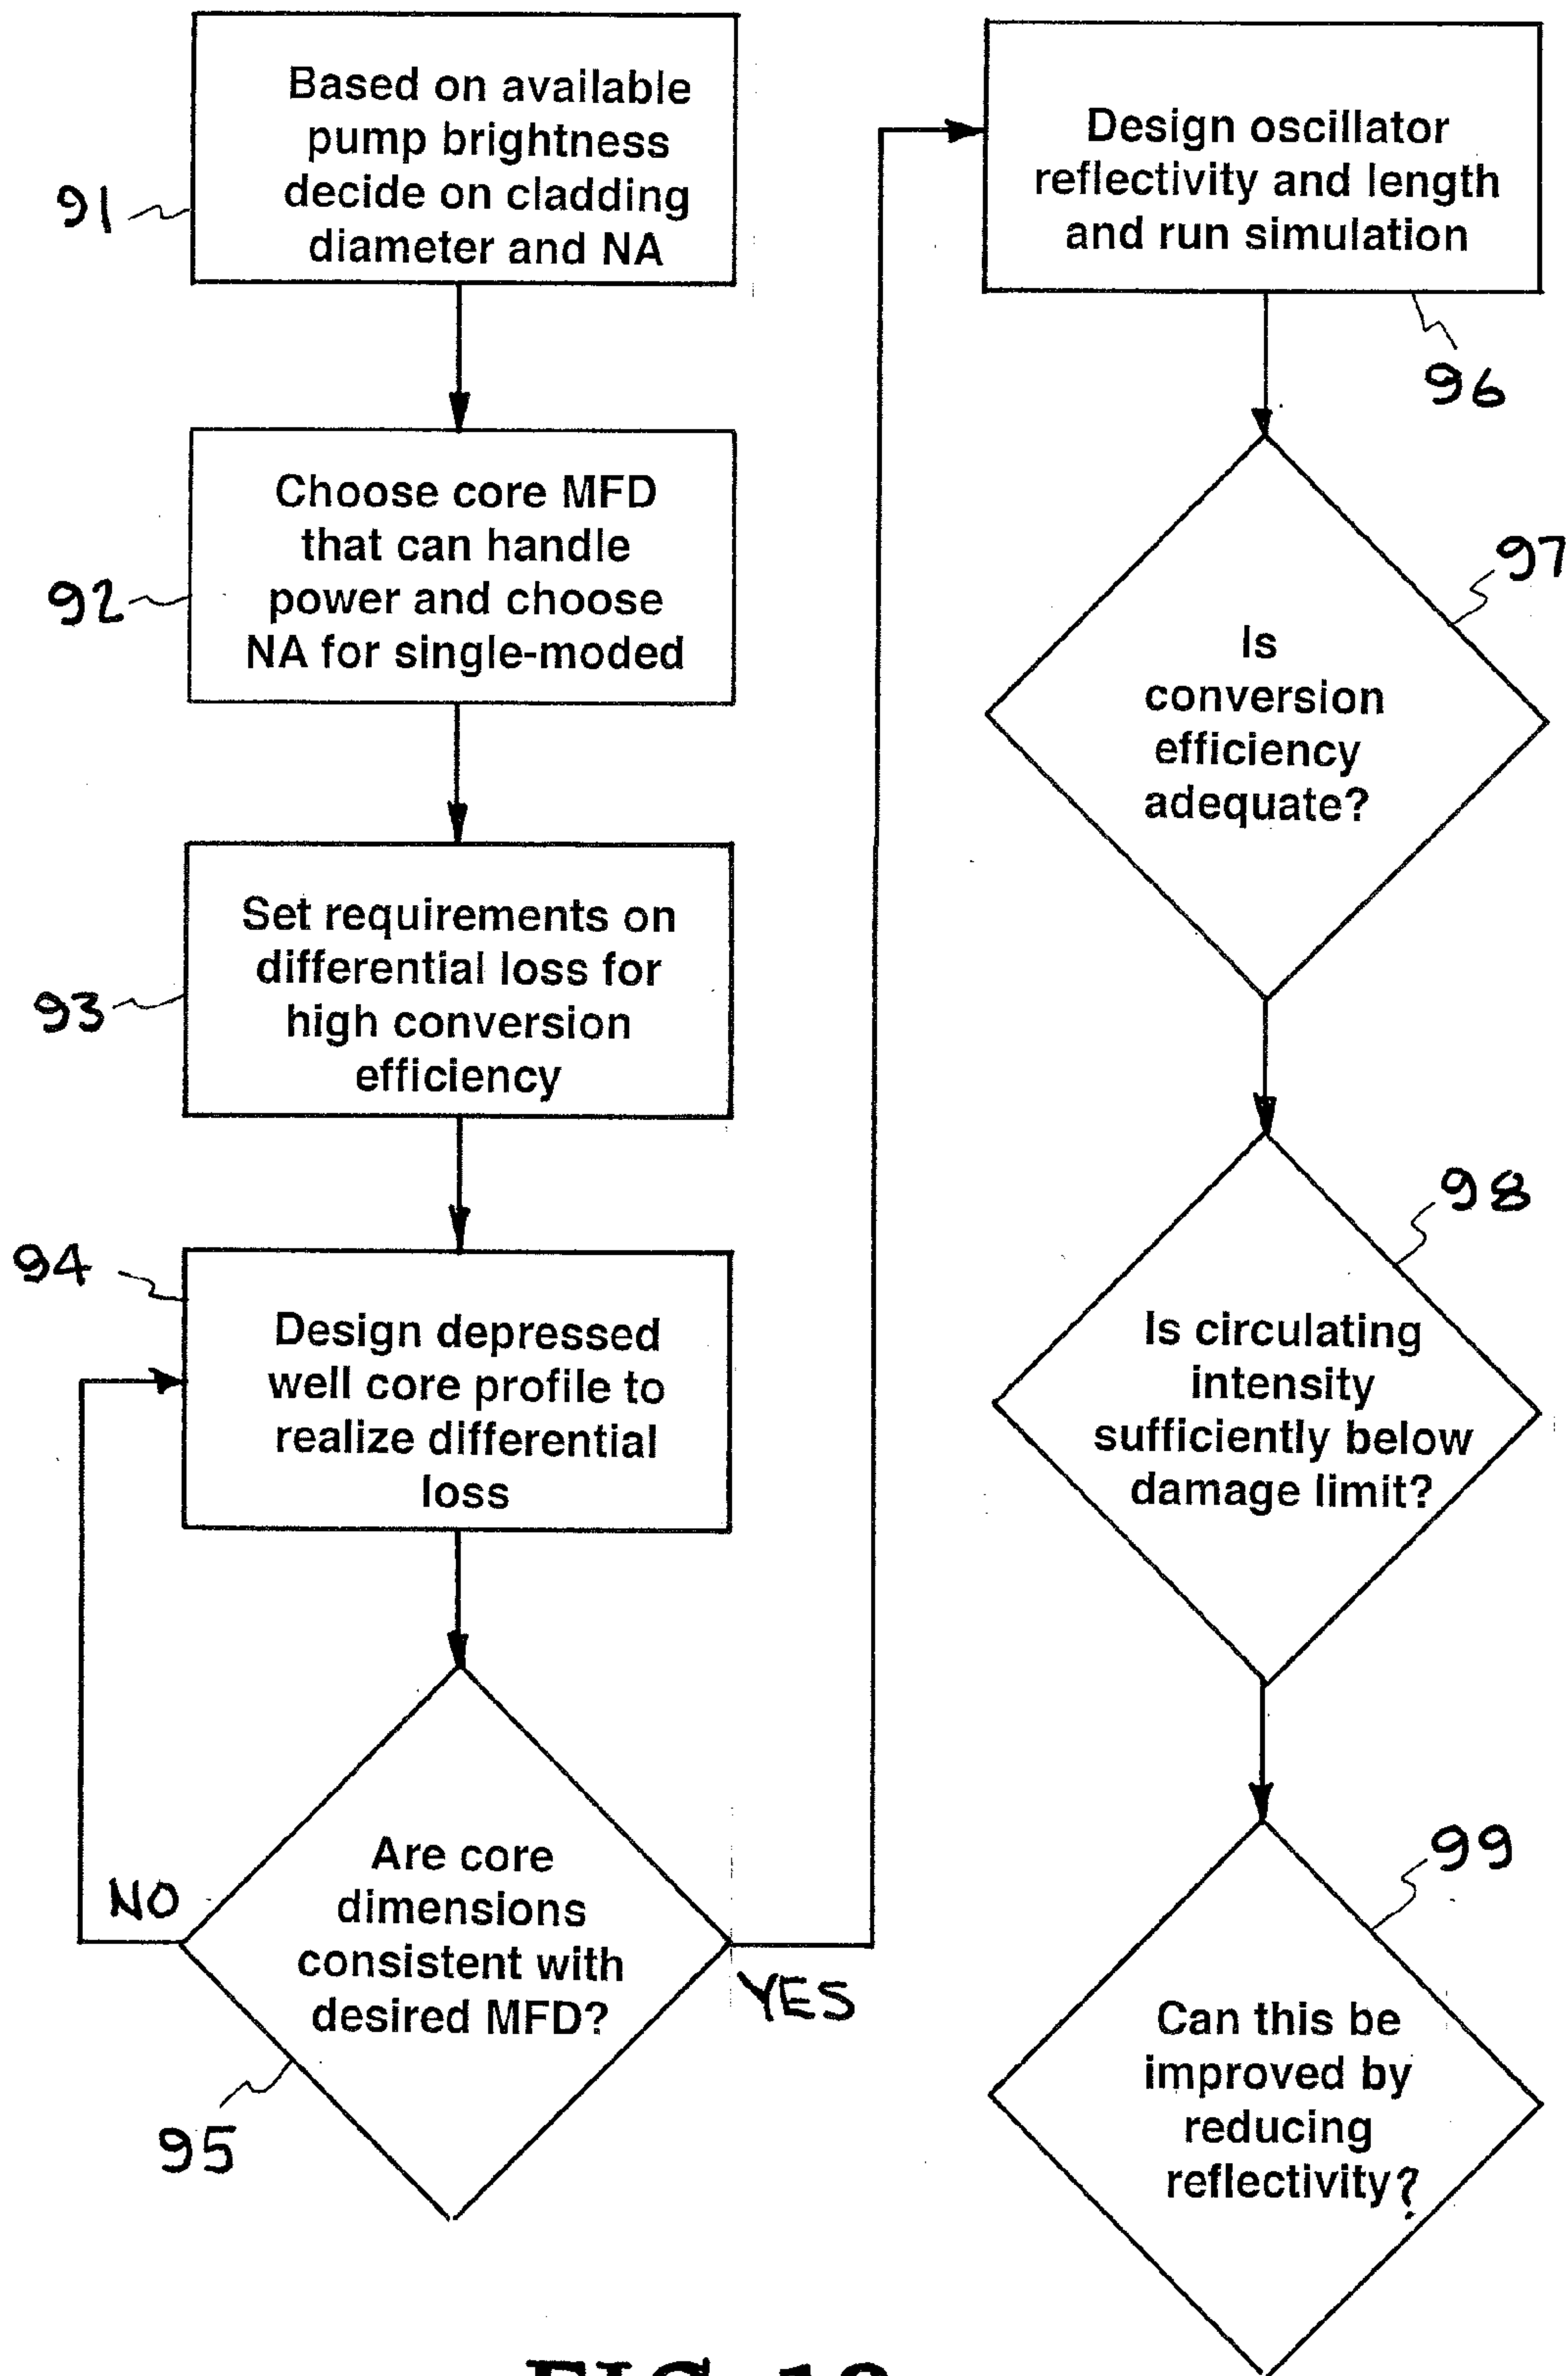 Based on available
pump brightness
decide on cladding
diameter and NA
91
Choose core MFD
that can handle
power and choose
NA for single-moded
92
Set requirements on
differential loss for
high conversion
efficiency
93
94
Design depressed
well core profile to
realize differential
loss
Are core
dimensions
consistent with
desired MFD?
NO
YES
95
Design oscillator
reflectivity and length
and run simulation
96
97
Is
conversion
efficiency
adequate?
98
Is circulating
intensity
sufficiently below
damage limit?
99
Can this be
improved by
reducing
reflectivity?